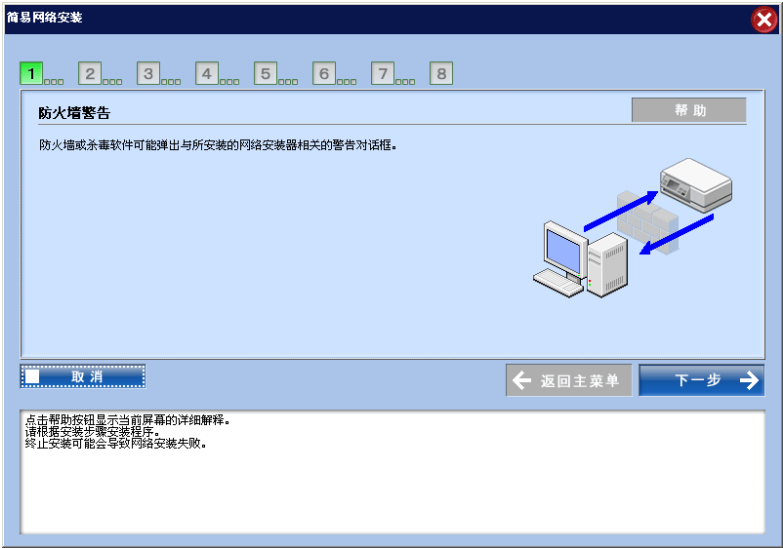 简易网络安装
1 2 3 4 5 6 7 8
防火墙警告
帮助
防火墙或杀毒软件可能弹出与所安装的网络安装器相关的警告对话框。
取消
返回主菜单
下一步
点击帮助按钮显示当前屏幕的详细解释。
请根据安装步骤安装程序。
终止安装可能会导致网络安装失败。